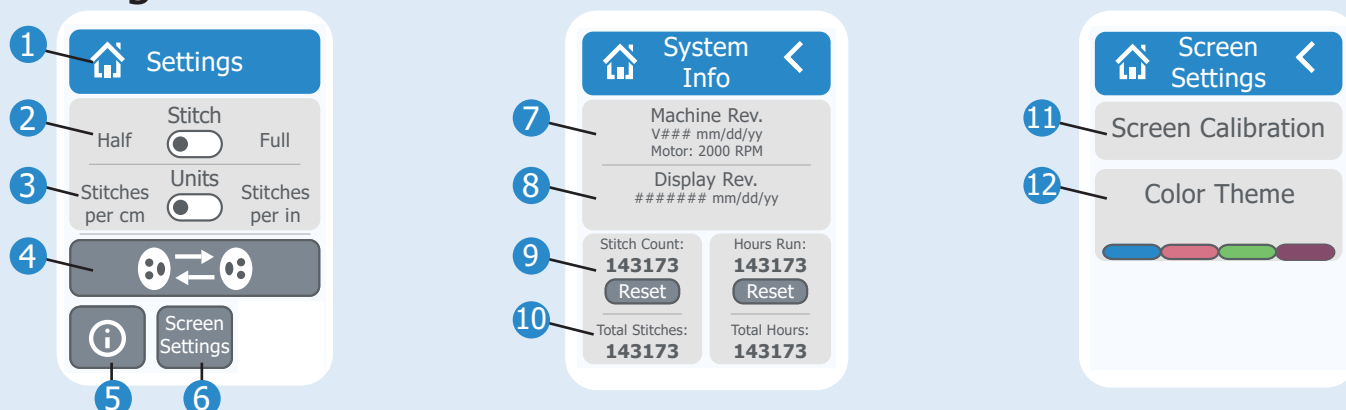 1
Settings
2
Stitch
Half
Full
3
Units
Stitches
per cm
Stitches
per in
4
5
Screen
Settings
6
System
Info
7
Machine Rev.
V### mm/dd/yy
Motor: 2000 RPM
8
Display Rev.
####### mm/dd/yy
9
Stitch Count:
143173
Reset
Hours Run:
143173
Reset
10
Total Stitches:
143173
Total Hours:
143173
Screen
Settings
11
Screen Calibration
12
Color Theme